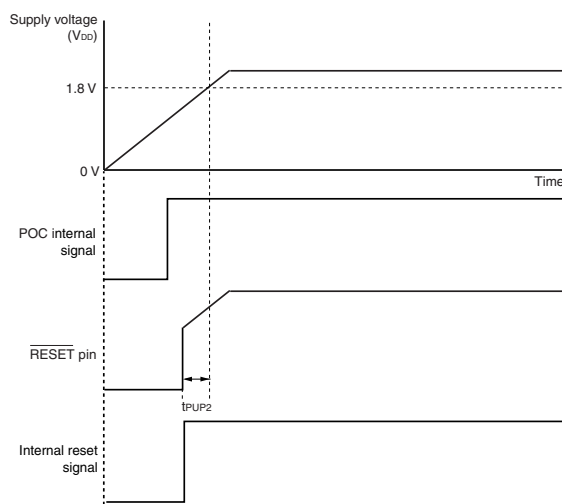 Supply voltage
(VDD)
1.8 V
0 V
Time
POC internal
signal
RESET pin
tPUP2
Internal reset
signal